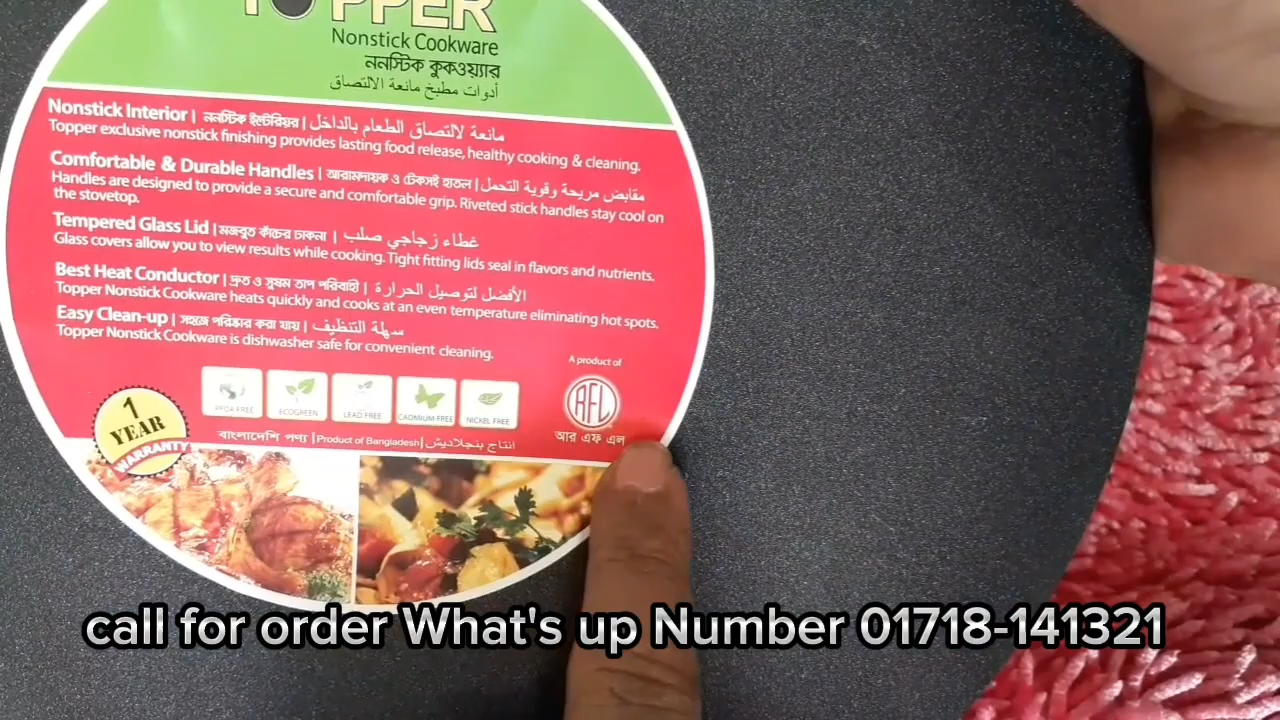 TOPPER
Nonstick Cookware
ননস্টিক কুকওয়্যার
أدوات مطبخ مانعة الالتصاق
Nonstick Interior | ননস্টিক ইন্টেরিয়র | مانعة لالتصاق الطعام بالداخل
Topper exclusive nonstick finishing provides lasting food release, healthy cooking & cleaning.
Comfortable & Durable Handles | আরামদায়ক ও টেকসই হাতল | مقابض مريحة وقوية التحمل
Handles are designed to provide a secure and comfortable grip. Riveted stick handles stay cool on
the stovetop.
Tempered Glass Lid | মজবুত কাঁচের ঢাকনা | غطاء زجاجي صلب
Glass covers allow you to view results while cooking. Tight fitting lids seal in flavors and nutrients.
Best Heat Conductor | দ্রুত ও সুষম তাপ পরিবাহী | الأفضل لتوصيل الحرارة
Topper Nonstick Cookware heats quickly and cooks at an even temperature eliminating hot spots.
Easy Clean-up | সহজে পরিষ্কার করা যায় | سهلة التنظيف
Topper Nonstick Cookware is dishwasher safe for convenient cleaning.
A product of
RFL
আর এফ এল
PFOA FREE
ECOGREEN
LEAD FREE
CADMIUM FREE
NICKEL FREE
1
YEAR
WARRANTY
বাংলাদেশি পণ্য | Product of Bangladesh | انتاج بنجلاديش
call for order What's up Number 01718-141321